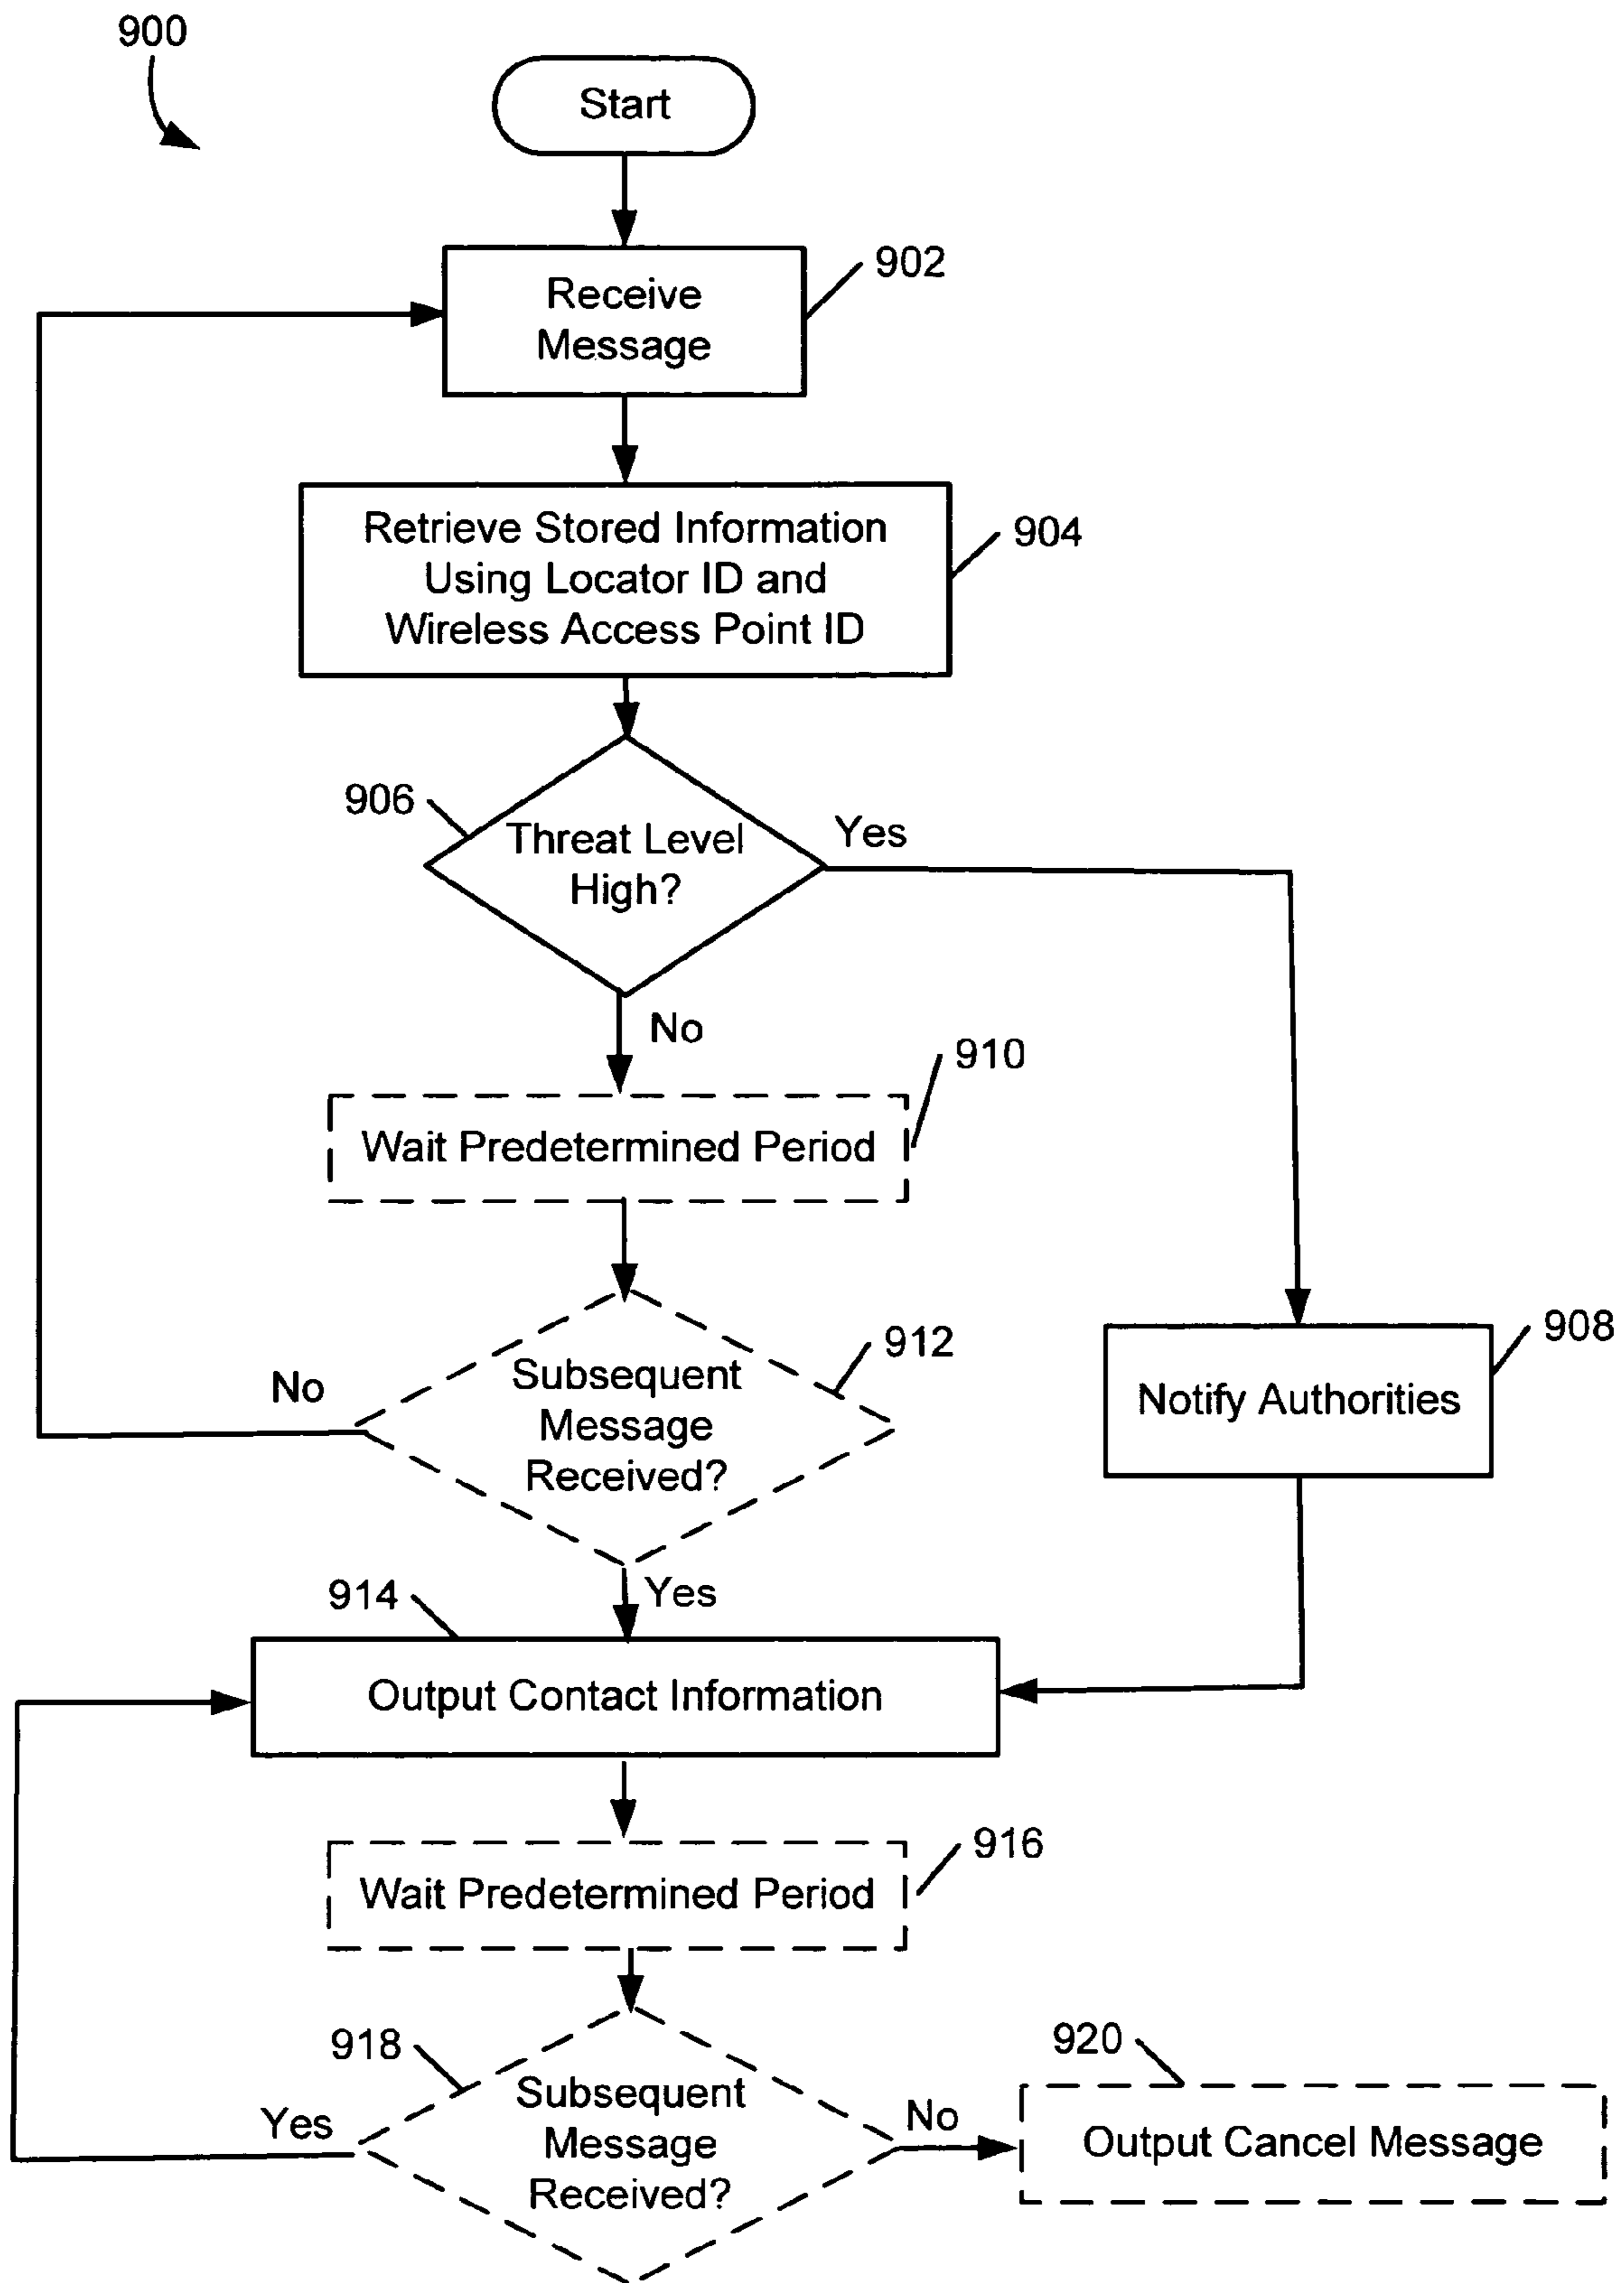 900
Start
Receive
Message
902
Retrieve Stored Information
Using Locator ID and
Wireless Access Point ID
904
906
Threat Level
High?
Yes
No
910
Wait Predetermined Period
912
Subsequent
Message
Received?
No
Yes
908
Notify Authorities
914
Output Contact Information
916
Wait Predetermined Period
918
Subsequent
Message
Received?
Yes
No
920
Output Cancel Message